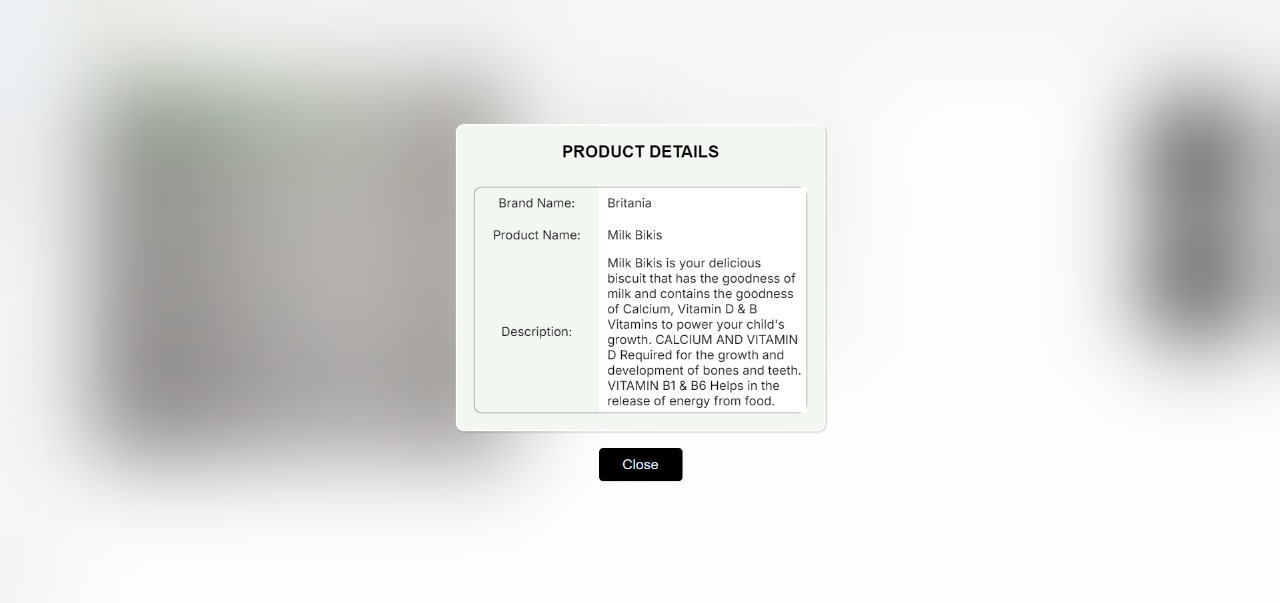 PRODUCT DETAILS
Brand Name: Britania
Product Name: Milk Bikis
Description:
Milk Bikis is your delicious
biscuit that has the goodness of
milk and contains the goodness
of Calcium, Vitamin D & B
Vitamins to power your child's
growth. CALCIUM AND VITAMIN
D Required for the growth and
development of bones and teeth.
VITAMIN B1 & B6 Helps in the
release of energy from food.
Close